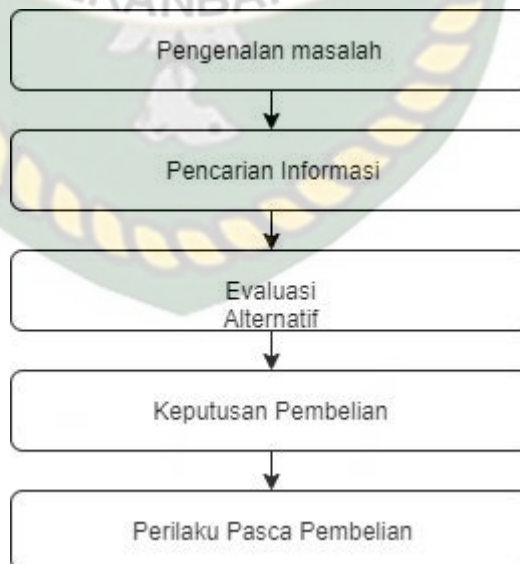 Pengenalan masalah
Pencarian Informasi
Evaluasi
Alternatif
Keputusan Pembelian
Perilaku Pasca Pembelian